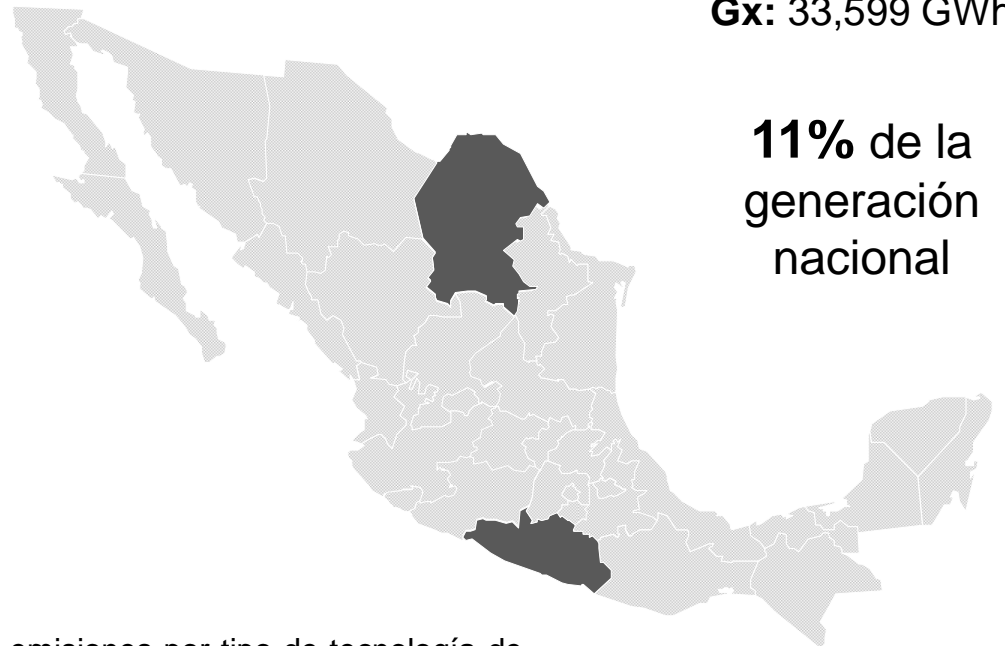 Gx: 33,599 GWh
11% de la
generación
nacional
emisiones por tipo de tecnología de